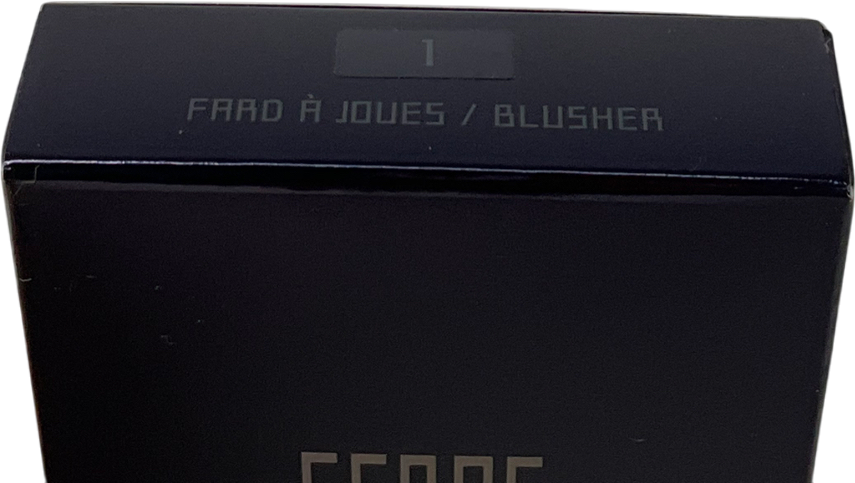 1
FARD À JOUES / BLUSHER